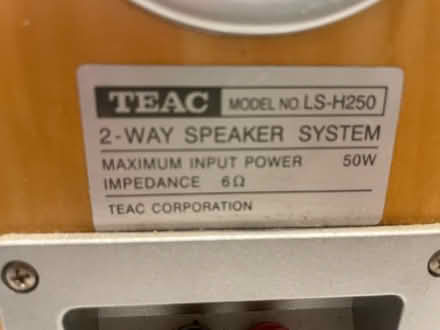 TEAC MODEL NO. LS-H250
2-WAY SPEAKER SYSTEM
MAXIMUM INPUT POWER 50W
IMPEDANCE 6Ω
TEAC CORPORATION